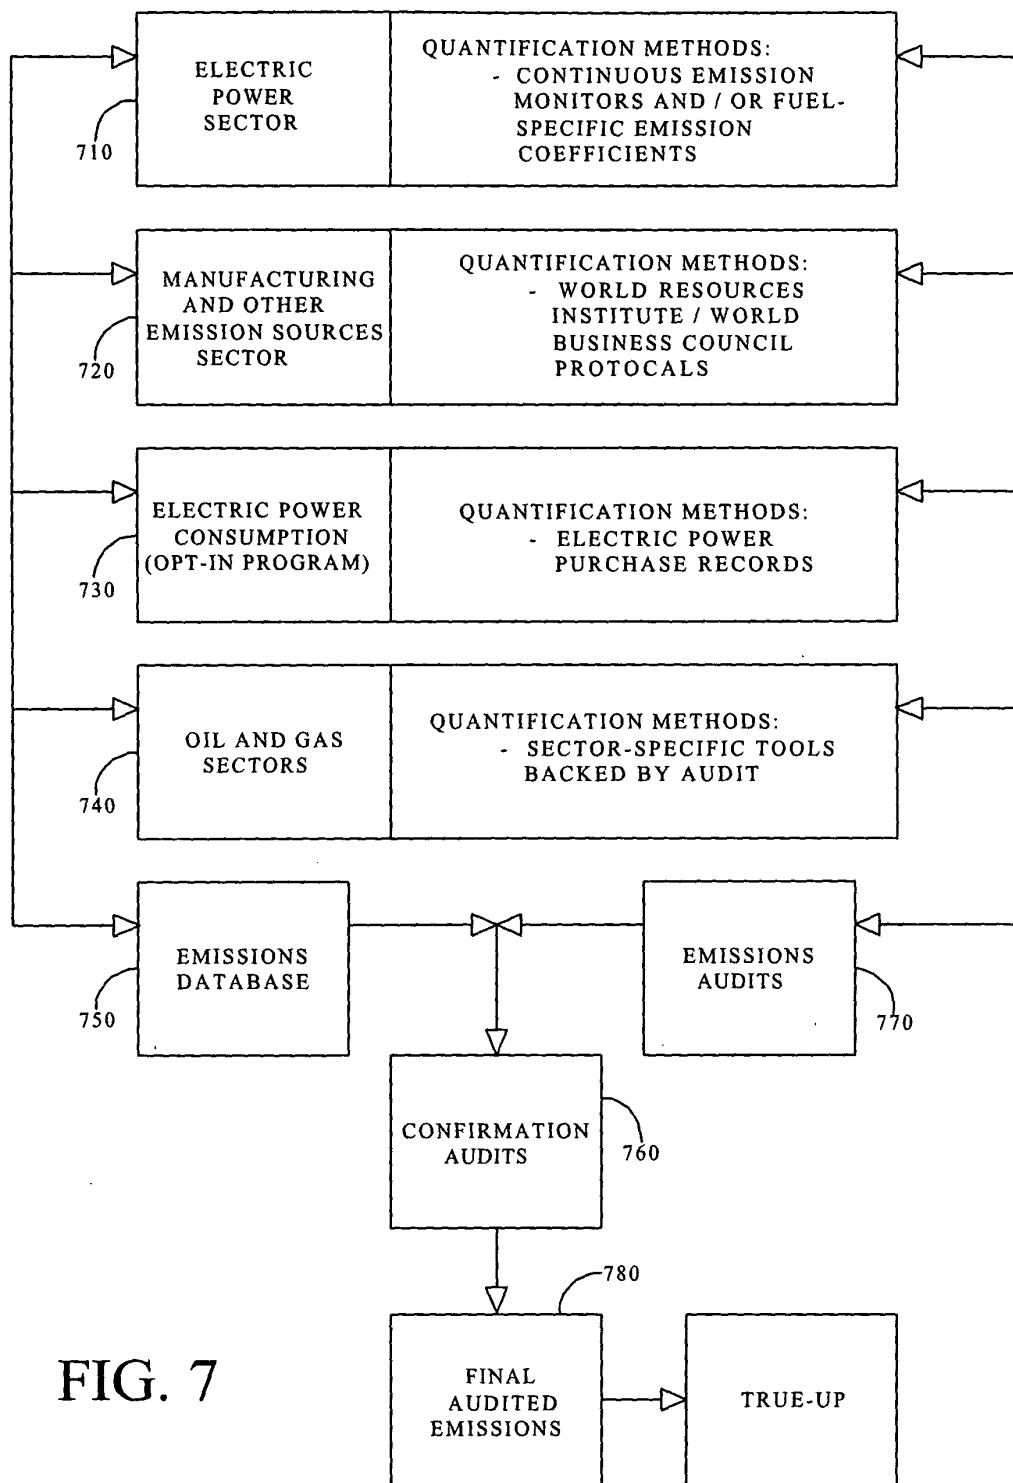 ELECTRIC
POWER
SECTOR
710
QUANTIFICATION METHODS:
- CONTINUOUS EMISSION
MONITORS AND / OR FUEL-
SPECIFIC EMISSION
COEFFICIENTS
MANUFACTURING
AND OTHER
EMISSION SOURCES
SECTOR
720
QUANTIFICATION METHODS:
- WORLD RESOURCES
INSTITUTE / WORLD
BUSINESS COUNCIL
PROTOCALS
ELECTRIC POWER
CONSUMPTION
(OPT-IN PROGRAM)
730
QUANTIFICATION METHODS:
- ELECTRIC POWER
PURCHASE RECORDS
OIL AND GAS
SECTORS
740
QUANTIFICATION METHODS:
- SECTOR-SPECIFIC TOOLS
BACKED BY AUDIT
EMISSIONS
DATABASE
750
EMISSIONS
AUDITS
770
CONFIRMATION
AUDITS
760
780
FINAL
AUDITED
EMISSIONS
TRUE-UP
FIG. 7